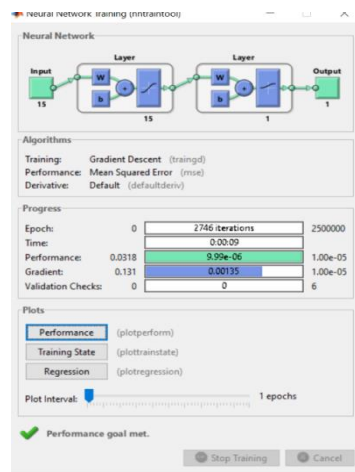 Neural Network Training (nntraintool)
Neural Network
Layer Layer
Input Output
W W
b b
15 1
15 1
Algorithms
Training: Gradient Descent (traingd)
Performance: Mean Squared Error (mse)
Derivative: Default (defaultderiv)
Progress
Epoch: 0 2746 iterations 2500000
Time: 0:00:09
Performance: 0.0318 9.99e-06 1.00e-05
Gradient: 0.131 0.00135 1.00e-05
Validation Checks: 0 0 6
Plots
Performance (plotperform)
Training State (plottrainstate)
Regression (plotregression)
Plot Interval: 1 epochs
Performance goal met.
Stop Training Cancel